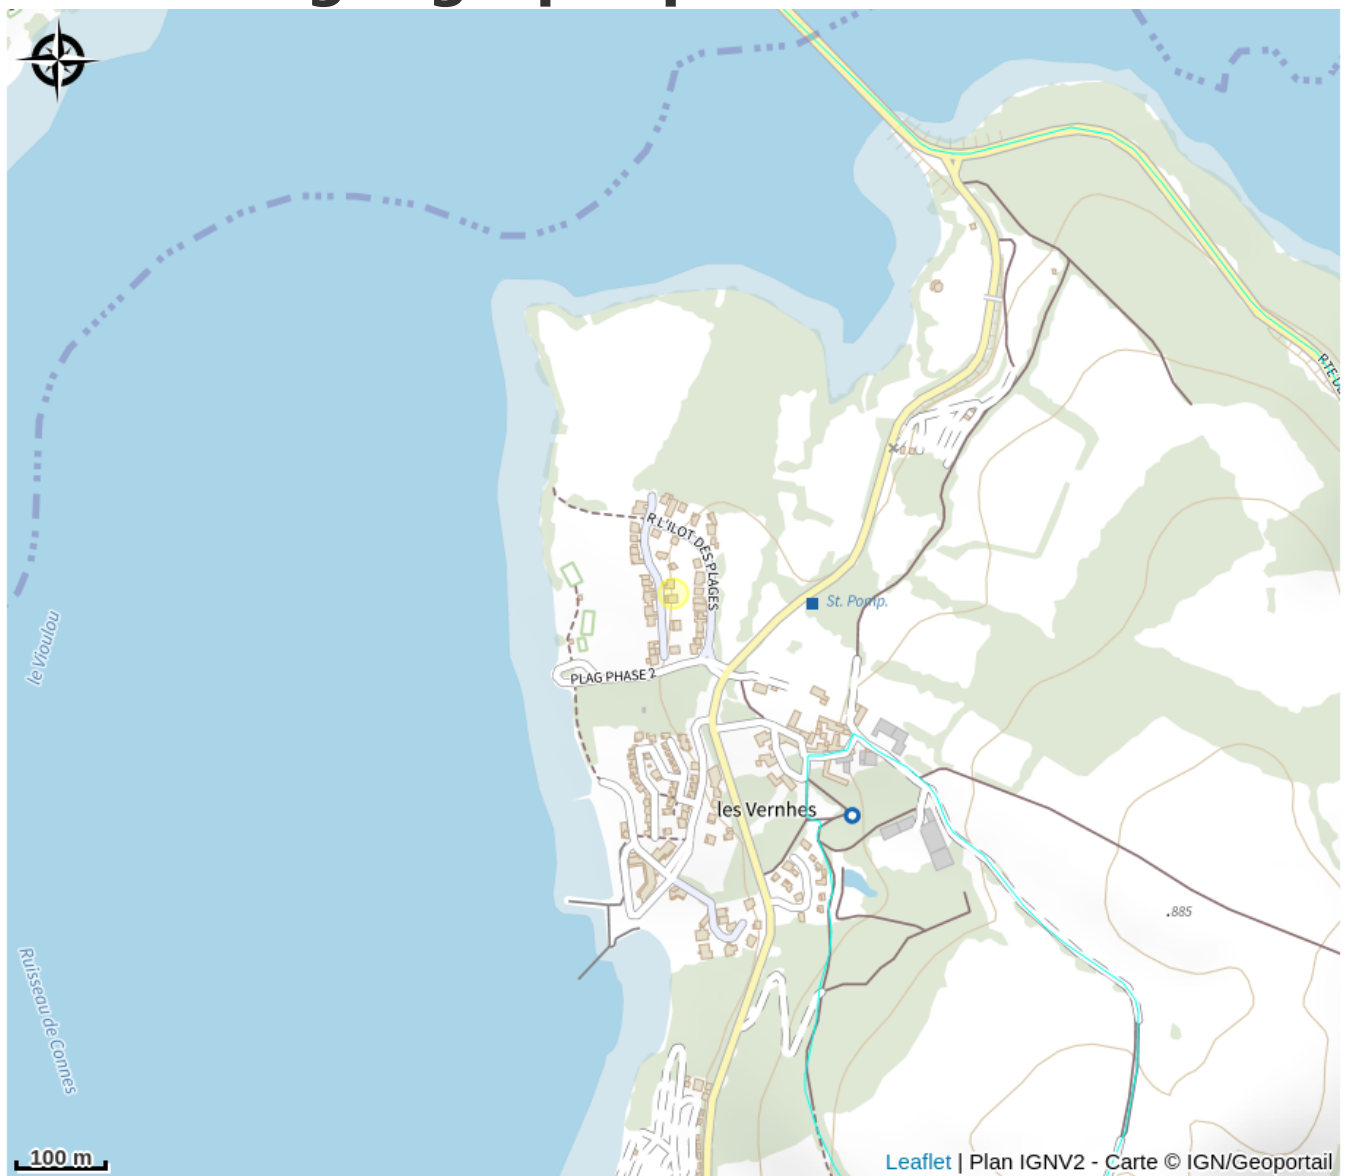 RTE D
R L'ILOT DES PLAGES
St. Pomp.
le Vioulou
PLAG PHASE 2
les Vernhes
.885
Ruisseau de Connes
100 m
Leaflet | Plan IGNV2 - Carte © IGN/Geoportail